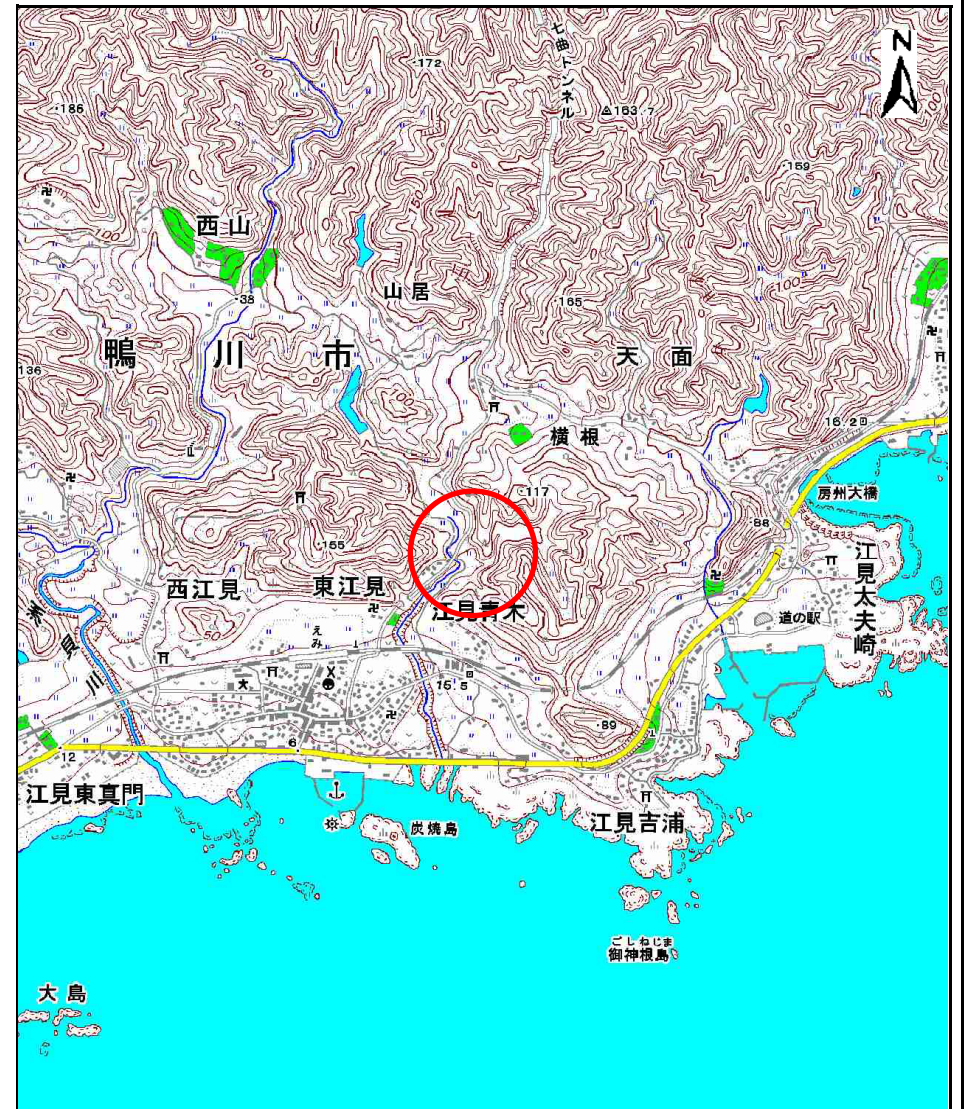 N
七曲トンネル
172
163.7
100
186
159
西山
100
150
山居
100
38
165
鴨川市
天面
136
100
16.2
横根
117
房州大橋
88
155
江見太夫崎
西江見
東江見
江見青木
道の駅
50
えみ
15.5
89
6
12
江見東真門
江見吉浦
炭焼島
ごしねじま
御神根島
大島